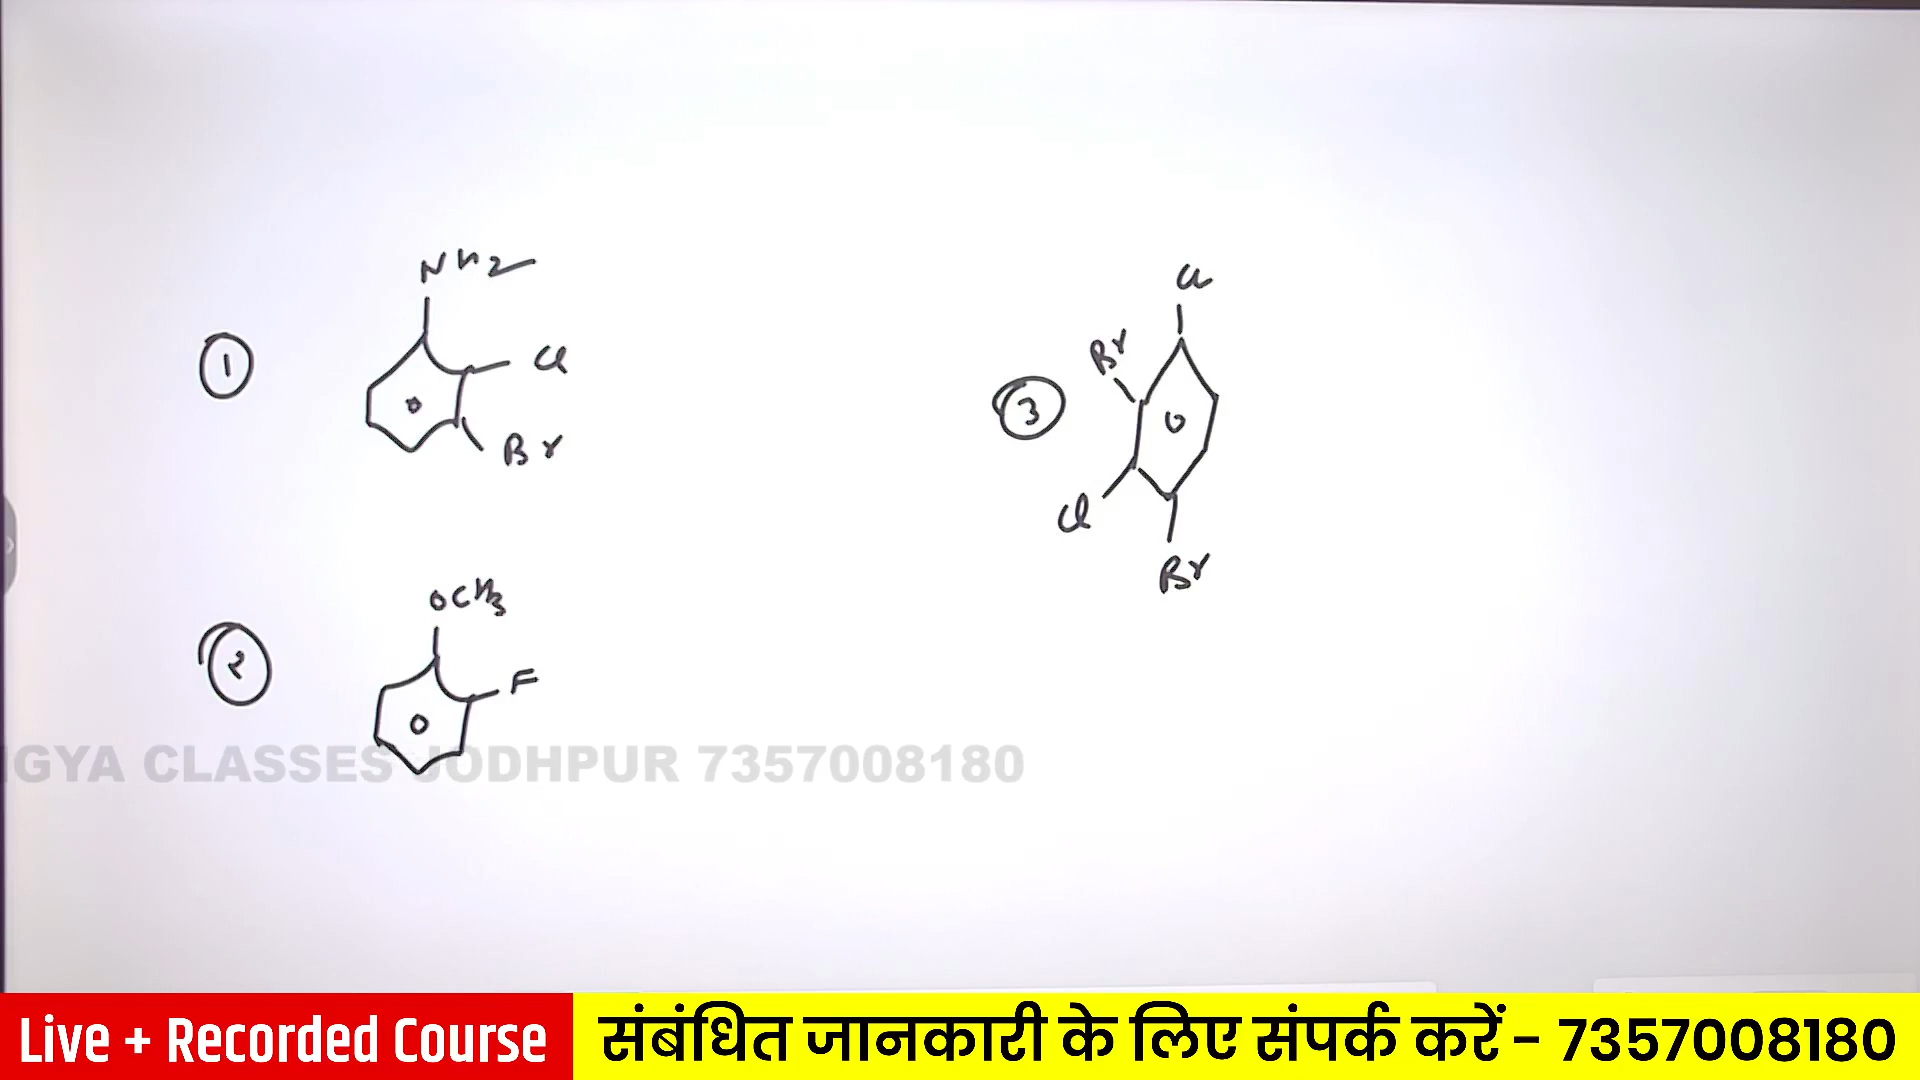 ①
NH2
Cl
Br
②
OCH3
F
③
Cl
Br
Cl
Br
NGYA CLASSES JODHPUR 7357008180
Live + Recorded Course
संबंधित जानकारी के लिए संपर्क करें – 7357008180